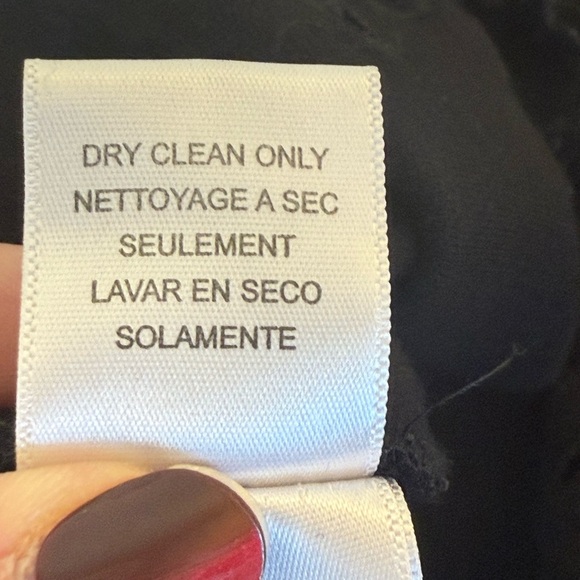 DRY CLEAN ONLY
NETTOYAGE A SEC
SEULEMENT
LAVAR EN SECO
SOLAMENTE